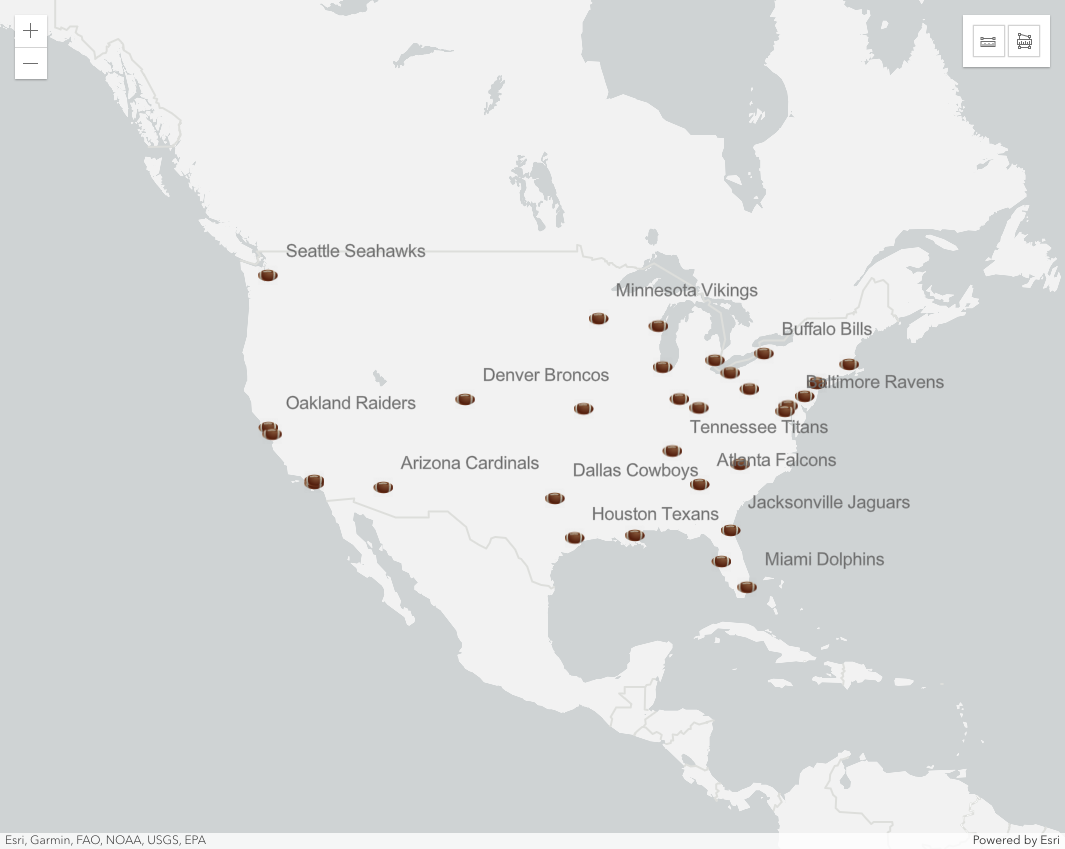 Seattle Seahawks
Minnesota Vikings
Buffalo Bills
Denver Broncos
Baltimore Ravens
Oakland Raiders
Tennessee Titans
Atlanta Falcons
Arizona Cardinals
Dallas Cowboys
Jacksonville Jaguars
Houston Texans
Miami Dolphins
Esri, Garmin, FAO, NOAA, USGS, EPA
Powered by Esri